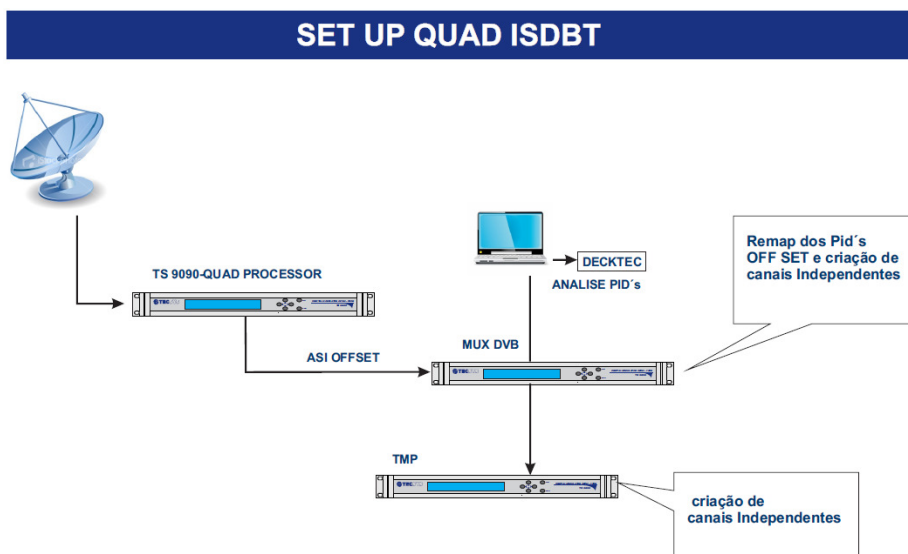 SET UP QUAD ISDBT
TS 9090-QUAD PROCESSOR
DECKTEC
ANALISE PID´s
Remap dos Pid´s
OFF SET e criação de
canais Independentes
ASI OFFSET
MUX DVB
TMP
criação de
canais Independentes